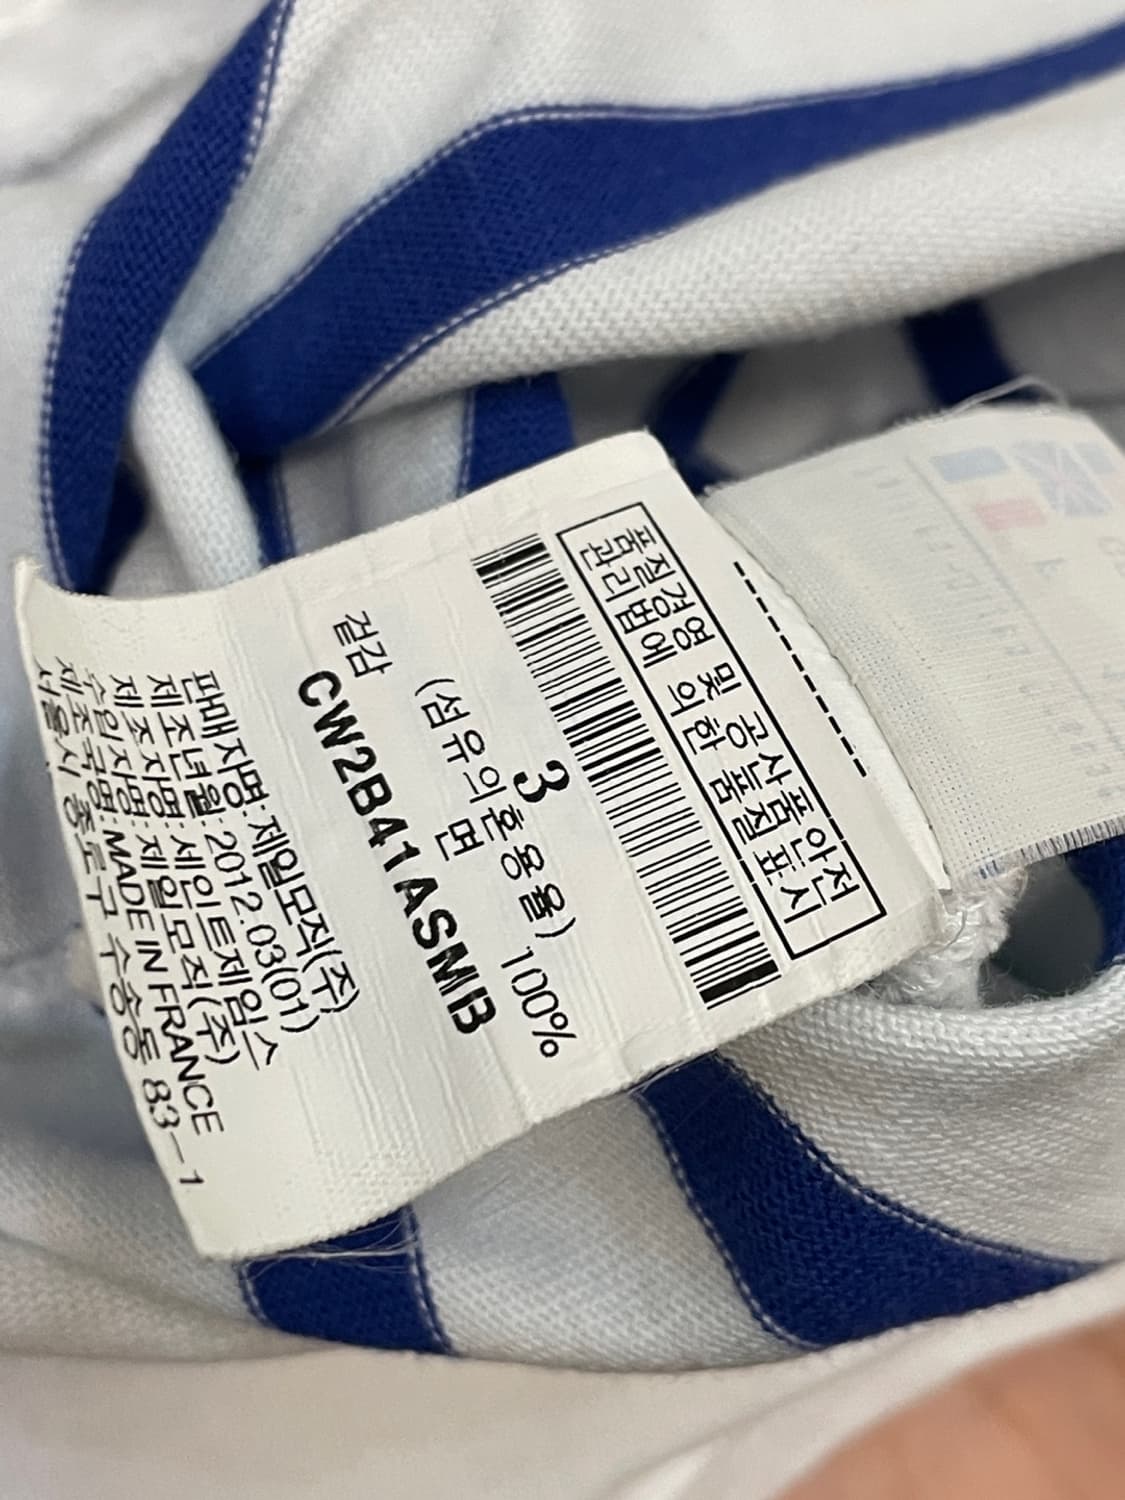 품질경영 및 공산품안전
관리법에 의한 품질표시
3
(섬유의혼용율)
겉감 면 100%
CW2B41ASMB
판매자명: 제일모직(주)
제조년월: 2012.03(01)
제조자명: 세인트제임스
수입자명: 제일모직(주)
제조국명: MADE IN FRANCE
서울시 종로구 수송동 83-1